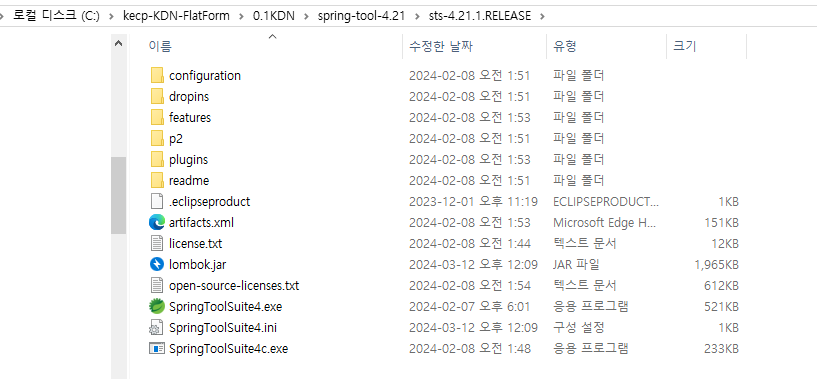 로컬 디스크 (C:) > kecp-KDN-FlatForm > 0.1KDN > spring-tool-4.21 > sts-4.21.1.RELEASE >
이름 수정한 날짜 유형 크기
configuration 2024-02-08 오전 1:51 파일 폴더
dropins 2024-02-08 오전 1:51 파일 폴더
features 2024-02-08 오전 1:53 파일 폴더
p2 2024-02-08 오전 1:51 파일 폴더
plugins 2024-02-08 오전 1:53 파일 폴더
readme 2024-02-08 오전 1:51 파일 폴더
.eclipseproduct 2023-12-01 오후 11:19 ECLIPSEPRODUCT... 1KB
artifacts.xml 2024-02-08 오전 1:53 Microsoft Edge H... 151KB
license.txt 2024-02-08 오전 1:44 텍스트 문서 12KB
lombok.jar 2024-03-12 오후 12:09 JAR 파일 1,965KB
open-source-licenses.txt 2024-02-08 오전 1:54 텍스트 문서 612KB
SpringToolSuite4.exe 2024-02-07 오후 6:01 응용 프로그램 521KB
SpringToolSuite4.ini 2024-03-12 오후 12:09 구성 설정 1KB
SpringToolSuite4c.exe 2024-02-08 오전 1:48 응용 프로그램 233KB